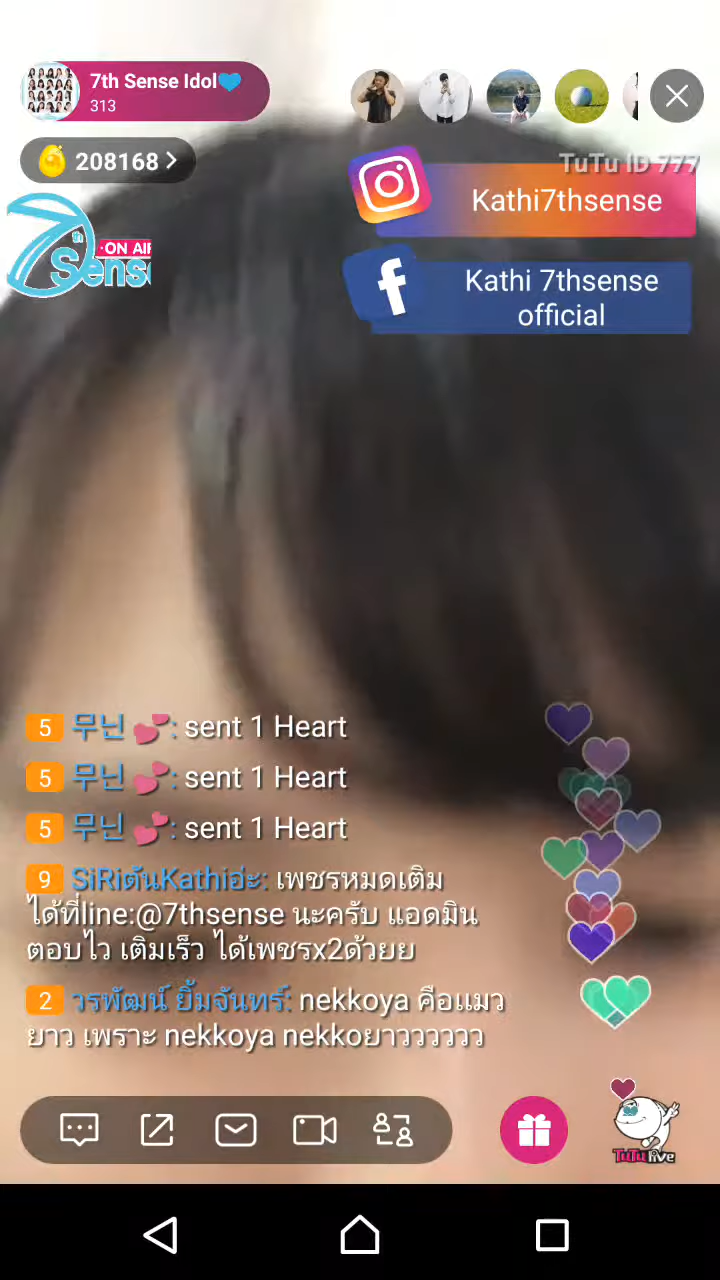 7th Sense Idol🩵
313
208168
TuTu ID 777
Kathi7thsense
Kathi 7thsense
official
7th Sense
·ON AIR
5 무닌 💕: sent 1 Heart
5 무닌 💕: sent 1 Heart
5 무닌 💕: sent 1 Heart
9 SiRiตันKathiอ่ะ: เพชรหมดเติม
ได้ที่line:@7thsense นะครับ แอดมิน
ตอบไว เติมเร็ว ได้เพชรx2ด้วยย
2 วรพัฒน์ ยิ้มจันทร์: nekkoya คือแมว
ยาว เพราะ nekkoya nekkoยาวววววว
TuTu live